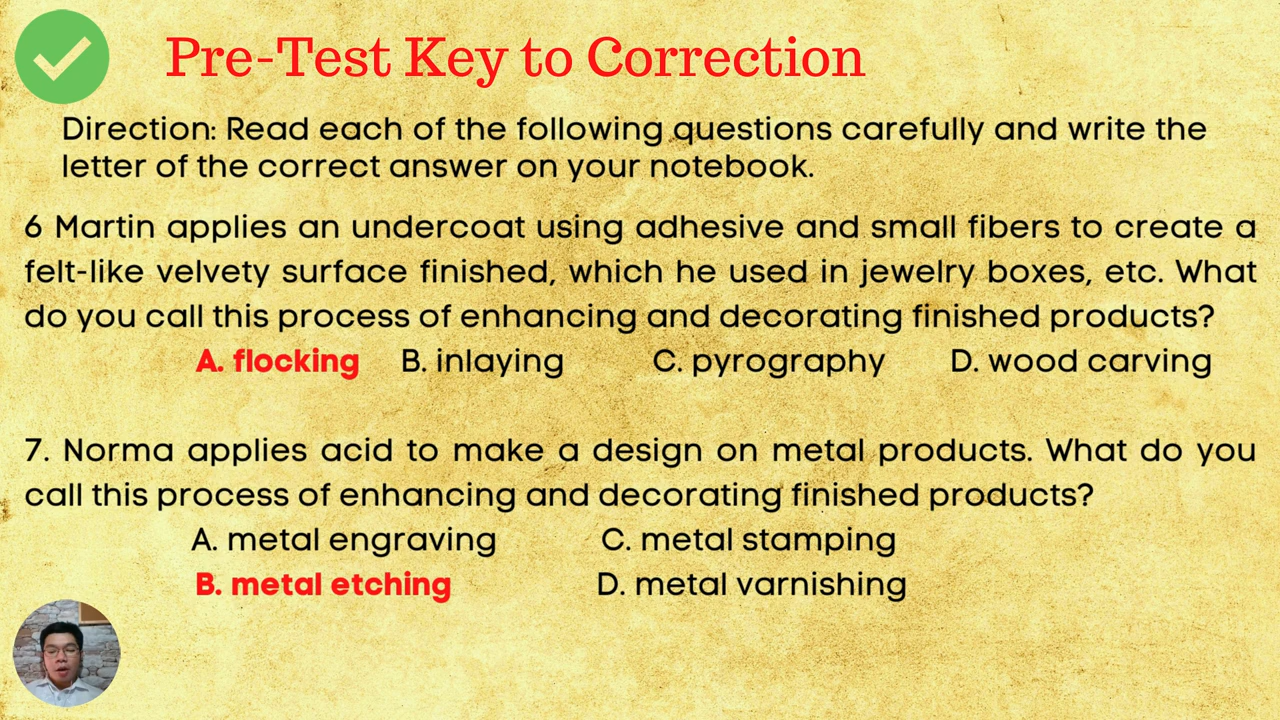 Pre-Test Key to Correction
Direction: Read each of the following questions carefully and write the
letter of the correct answer on your notebook.
6 Martin applies an undercoat using adhesive and small fibers to create a
felt-like velvety surface finished, which he used in jewelry boxes, etc. What
do you call this process of enhancing and decorating finished products?
A. flocking B. inlaying C. pyrography D. wood carving
7. Norma applies acid to make a design on metal products. What do you
call this process of enhancing and decorating finished products?
A. metal engraving C. metal stamping
B. metal etching D. metal varnishing